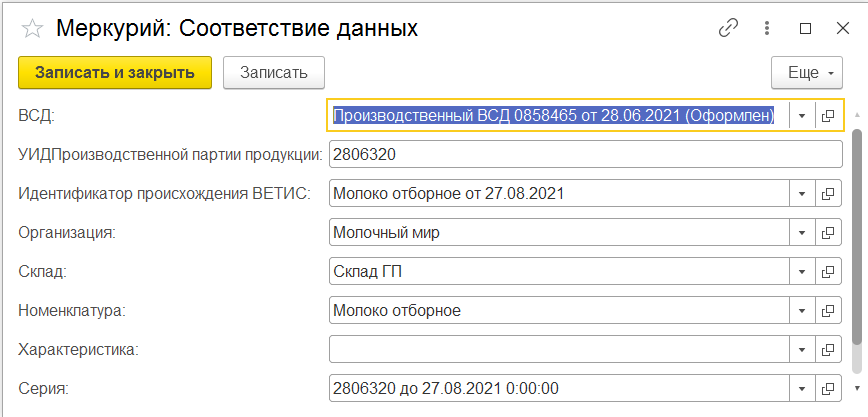 Меркурий: Соответствие данных
Записать и закрыть Записать Еще
ВСД: Производственный ВСД 0858465 от 28.06.2021 (Оформлен)
УИДПроизводственной партии продукции: 2806320
Идентификатор происхождения ВЕТИС: Молоко отборное от 27.08.2021
Организация: Молочный мир
Склад: Склад ГП
Номенклатура: Молоко отборное
Характеристика:
Серия: 2806320 до 27.08.2021 0:00:00